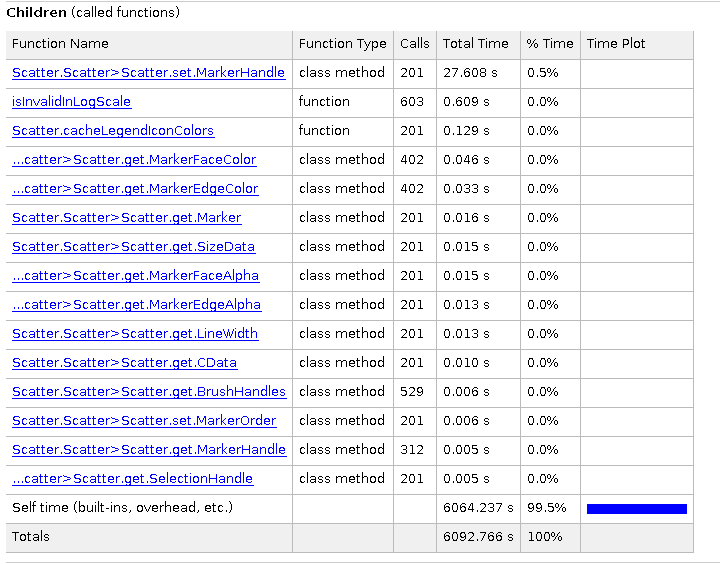 Children (called functions)
Function Name Function Type Calls Total Time % Time Time Plot
Scatter.Scatter>Scatter.set.MarkerHandle class method 201 27.608 s 0.5%
isInvalidInLogScale function 603 0.609 s 0.0%
Scatter.cacheLegendIconColors function 201 0.129 s 0.0%
...catter>Scatter.get.MarkerFaceColor class method 402 0.046 s 0.0%
...catter>Scatter.get.MarkerEdgeColor class method 402 0.033 s 0.0%
Scatter.Scatter>Scatter.get.Marker class method 201 0.016 s 0.0%
Scatter.Scatter>Scatter.get.SizeData class method 201 0.015 s 0.0%
...catter>Scatter.get.MarkerFaceAlpha class method 201 0.015 s 0.0%
...catter>Scatter.get.MarkerEdgeAlpha class method 201 0.013 s 0.0%
Scatter.Scatter>Scatter.get.LineWidth class method 201 0.013 s 0.0%
Scatter.Scatter>Scatter.get.CData class method 201 0.010 s 0.0%
Scatter.Scatter>Scatter.get.BrushHandles class method 529 0.006 s 0.0%
Scatter.Scatter>Scatter.set.MarkerOrder class method 201 0.006 s 0.0%
Scatter.Scatter>Scatter.get.MarkerHandle class method 312 0.005 s 0.0%
...catter>Scatter.get.SelectionHandle class method 201 0.005 s 0.0%
Self time (built-ins, overhead, etc.) 6064.237 s 99.5%
Totals 6092.766 s 100%